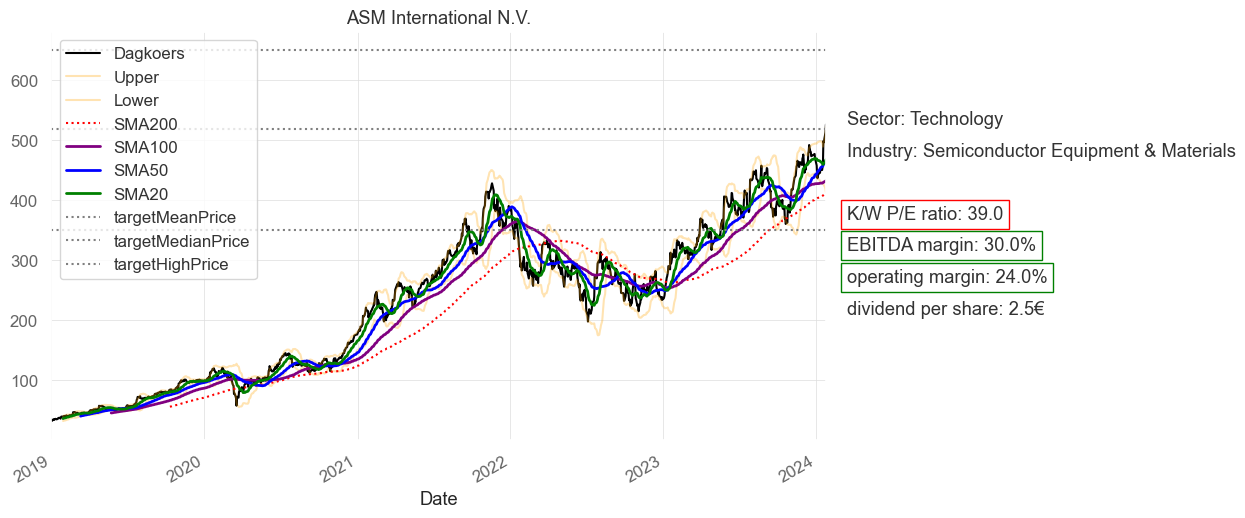 ASM International N.V.
Dagkoers
Upper
Lower
SMA200
SMA100
SMA50
SMA20
targetMeanPrice
targetMedianPrice
targetHighPrice
600
500
400
300
200
100
2019
2020
2021
2022
2023
2024
Date
Sector: Technology
Industry: Semiconductor Equipment & Materials
K/W P/E ratio: 39.0
EBITDA margin: 30.0%
operating margin: 24.0%
dividend per share: 2.5€